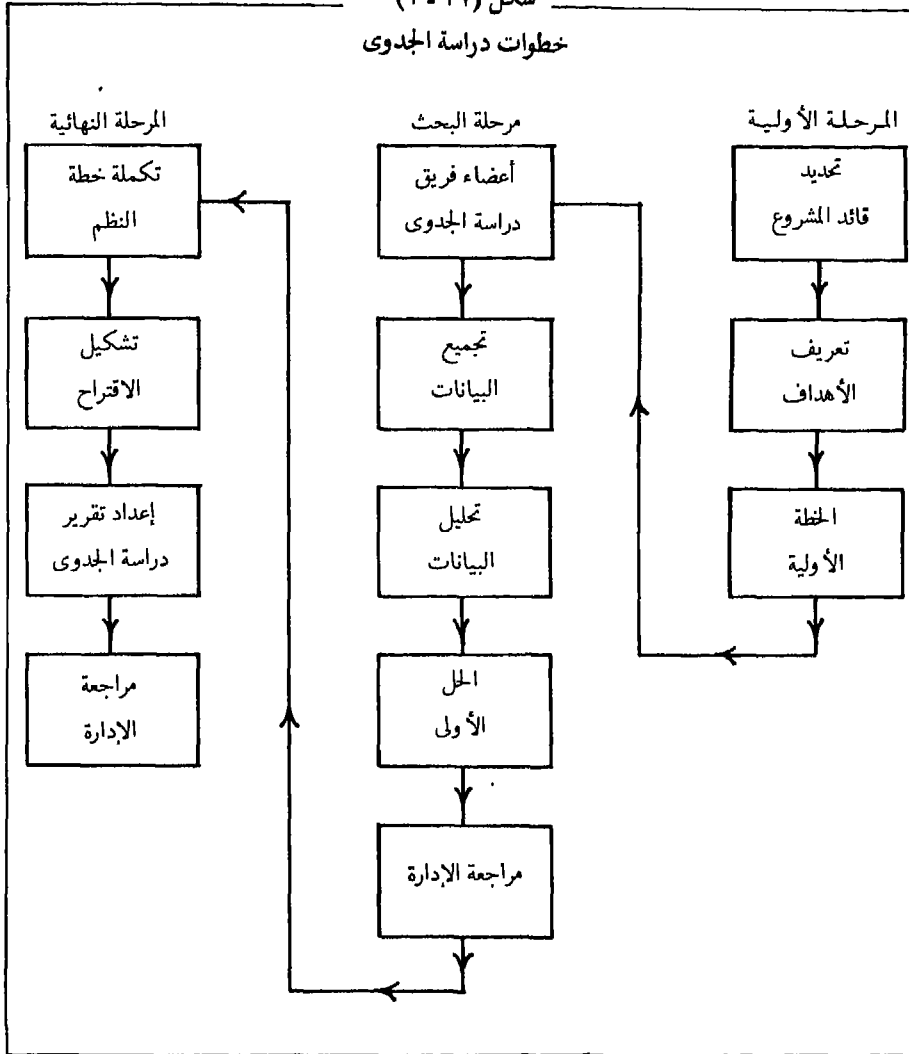 خطوات دراسة الجدوى
المرحلة الأولية
تحديد
قائد المشروع
تعريف
الأهداف
الخطة
الأولية
مرحلة البحث
أعضاء فريق
دراسة الجدوى
تجميع
البيانات
تحليل
البيانات
الحل
الأولى
مراجعة الإدارة
المرحلة النهائية
تكملة خطة
النظم
تشكيل
الاقتراح
إعداد تقرير
دراسة الجدوى
مراجعة
الإدارة